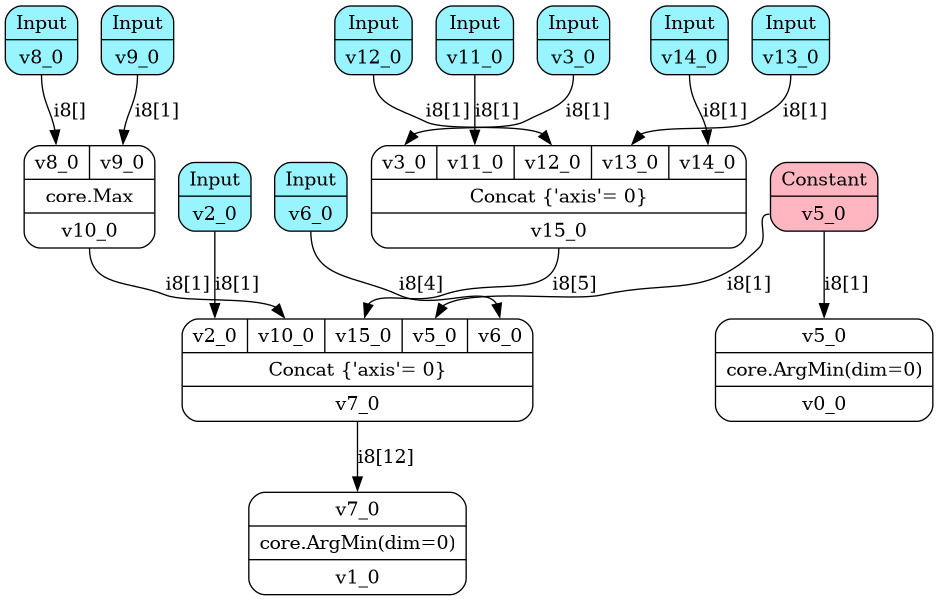 Input Input Input Input Input Input Input
v8_0 v9_0 v12_0 v11_0 v3_0 v14_0 v13_0
i8[] i8[1] i8[1] i8[1] i8[1] i8[1] i8[1]
v8_0 v9_0 v3_0 v11_0 v12_0 v13_0 v14_0
Input Input Constant
core.Max Concat {'axis'= 0}
v2_0 v6_0 v5_0
v10_0 v15_0
i8[1] i8[1] i8[4] i8[5] i8[1] i8[1]
v2_0 v10_0 v15_0 v5_0 v6_0 v5_0
Concat {'axis'= 0} core.ArgMin(dim=0)
v7_0 v0_0
i8[12]
v7_0
core.ArgMin(dim=0)
v1_0